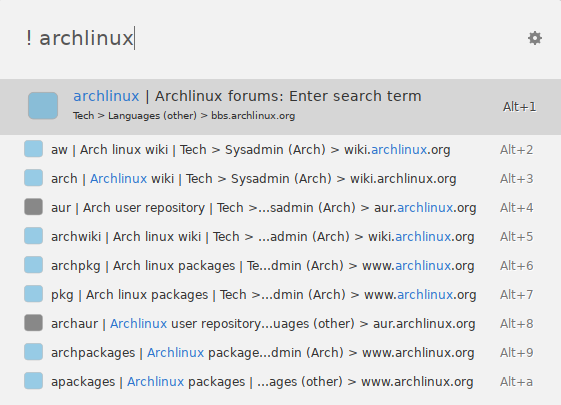 ! archlinux
archlinux | Archlinux forums: Enter search term
Tech > Languages (other) > bbs.archlinux.org
Alt+1
aw | Arch linux wiki | Tech > Sysadmin (Arch) > wiki.archlinux.org Alt+2
arch | Archlinux wiki | Tech > Sysadmin (Arch) > wiki.archlinux.org Alt+3
aur | Arch user repository | Tech >...sadmin (Arch) > aur.archlinux.org Alt+4
archwiki | Arch linux wiki | Tech > ...admin (Arch) > wiki.archlinux.org Alt+5
archpkg | Arch linux packages | Te...dmin (Arch) > www.archlinux.org Alt+6
pkg | Arch linux packages | Tech >...dmin (Arch) > www.archlinux.org Alt+7
archaur | Archlinux user repository...uages (other) > aur.archlinux.org Alt+8
archpackages | Archlinux package...dmin (Arch) > www.archlinux.org Alt+9
apackages | Archlinux packages | ...ages (other) > www.archlinux.org Alt+a